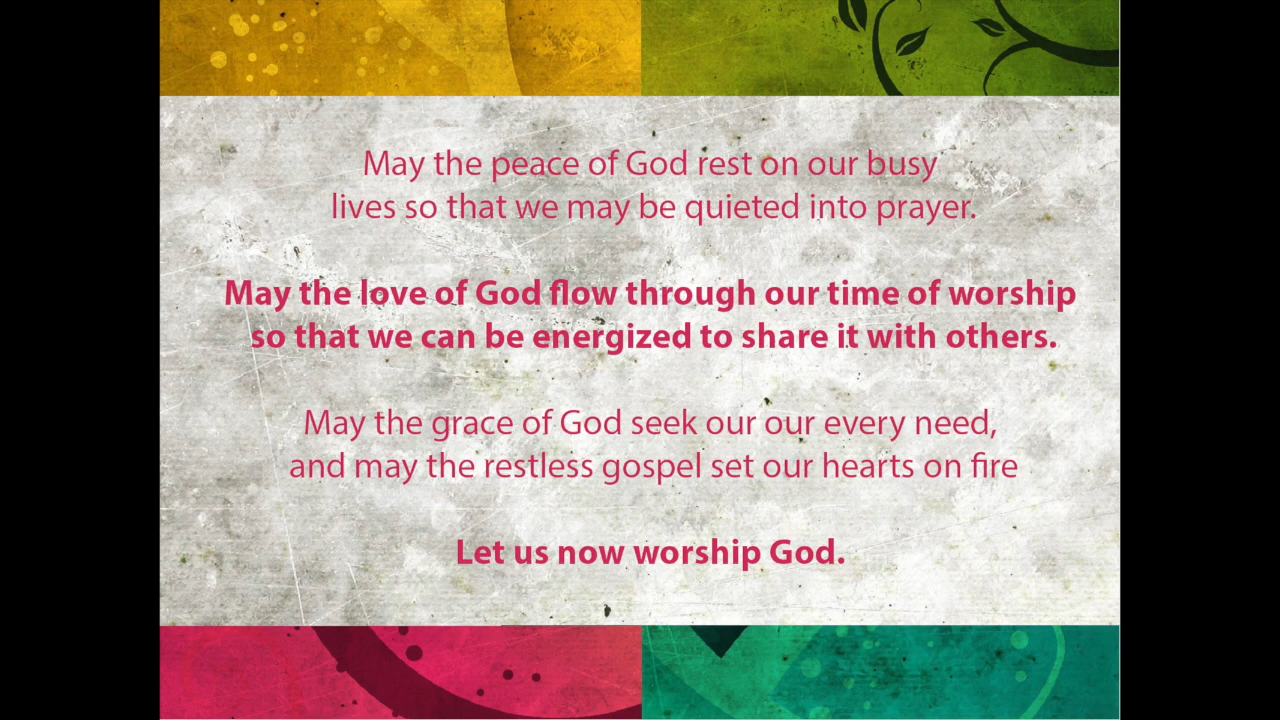 May the peace of God rest on our busy
lives so that we may be quieted into prayer.
May the love of God flow through our time of worship
so that we can be energized to share it with others.
May the grace of God seek our our every need,
and may the restless gospel set our hearts on fire
Let us now worship God.